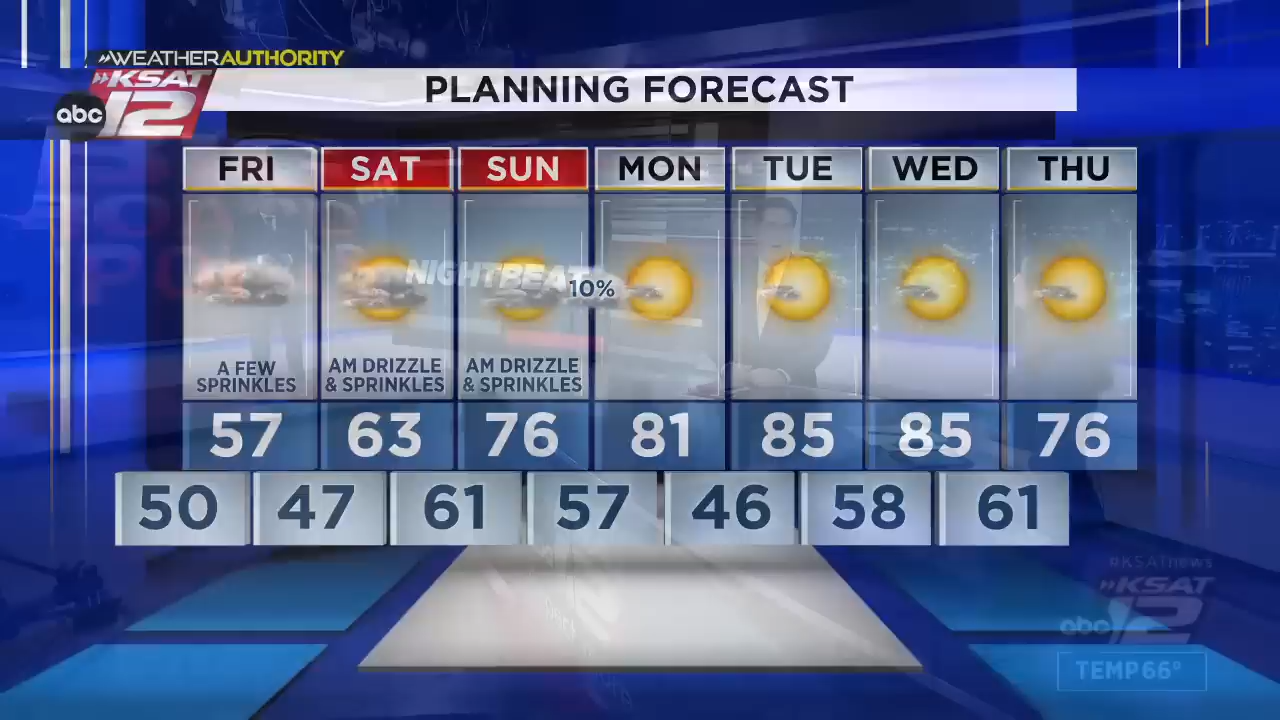 WEATHERAUTHORITY
KSAT
abc 12
PLANNING FORECAST
FRI SAT SUN MON TUE WED THU
NIGHTBEAT
10%
A FEW
SPRINKLES
AM DRIZZLE
& SPRINKLES
AM DRIZZLE
& SPRINKLES
57 63 76 81 85 85 76
50 47 61 57 46 58 61
#KSATnews
KSAT
abc 12
TEMP 66°